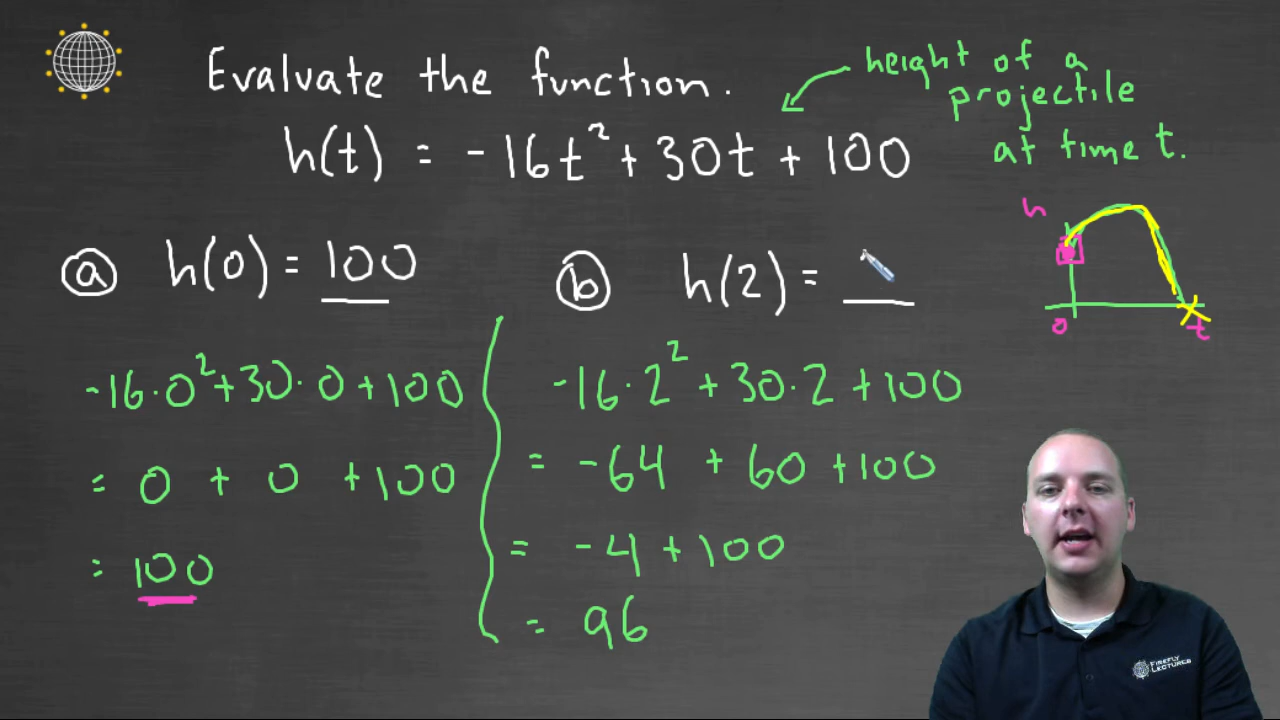 Evaluate the function.
height of a
projectile
at time t.
h(t) = -16t² + 30t + 100
ⓐ h(0) = 100
ⓑ h(2) = __
h
0
t
-16·0²+30·0+100
= 0 + 0 +100
= 100
-16·2² +30·2 +100
= -64 + 60 +100
= -4 + 100
= 96
FIREFLY
LECTURES